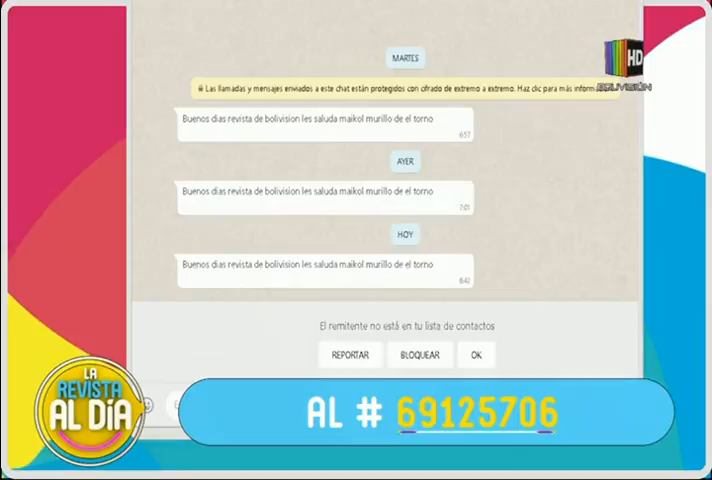 MARTES
Las llamadas y mensajes enviados a este chat están protegidos con cifrado de extremo a extremo. Haz clic para más
HD
BOLIVISIÓN
Buenos dias revista de bolivision les saluda maikol murillo de el torno
6:57
AYER
Buenos dias revista de bolivision les saluda maikol murillo de el torno
7:01
HOY
Buenos dias revista de bolivision les saluda maikol murillo de el torno
6:42
El remitente no está en tu lista de contactos
REPORTAR BLOQUEAR OK
LA
REVISTA
AL DÍA
AL # 69125706